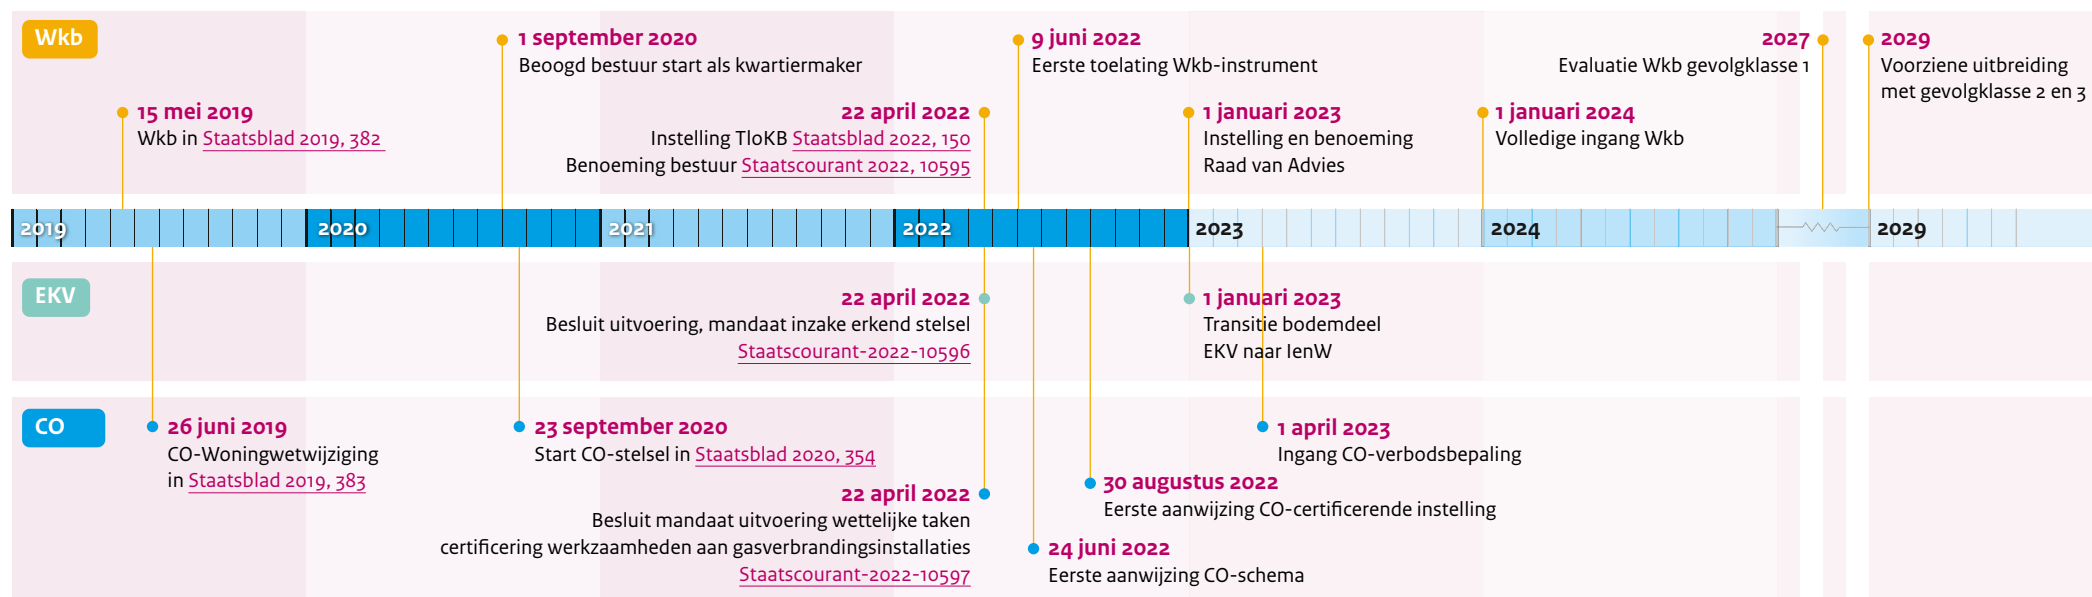 Wkb
1 september 2020
Beoogd bestuur start als kwartiermaker
9 juni 2022
Eerste toelating Wkb-instrument
2027
Evaluatie Wkb gevolgklasse 1
2029
Voorziene uitbreiding
met gevolgklasse 2 en 3
15 mei 2019
Wkb in Staatsblad 2019, 382
22 april 2022
Instelling TloKB Staatsblad 2022, 150
Benoeming bestuur Staatscourant 2022, 10595
1 januari 2023
Instelling en benoeming
Raad van Advies
1 januari 2024
Volledige ingang Wkb
2019 2020 2021 2022 2023 2024 2029
EKV
22 april 2022
Besluit uitvoering, mandaat inzake erkend stelsel
Staatscourant-2022-10596
1 januari 2023
Transitie bodemdeel
EKV naar IenW
CO
26 juni 2019
CO-Woningwetwijziging
in Staatsblad 2019, 383
23 september 2020
Start CO-stelsel in Staatsblad 2020, 354
22 april 2022
Besluit mandaat uitvoering wettelijke taken
certificering werkzaamheden aan gasverbrandingsinstallaties
Staatscourant-2022-10597
1 april 2023
Ingang CO-verbodsbepaling
30 augustus 2022
Eerste aanwijzing CO-certificerende instelling
24 juni 2022
Eerste aanwijzing CO-schema